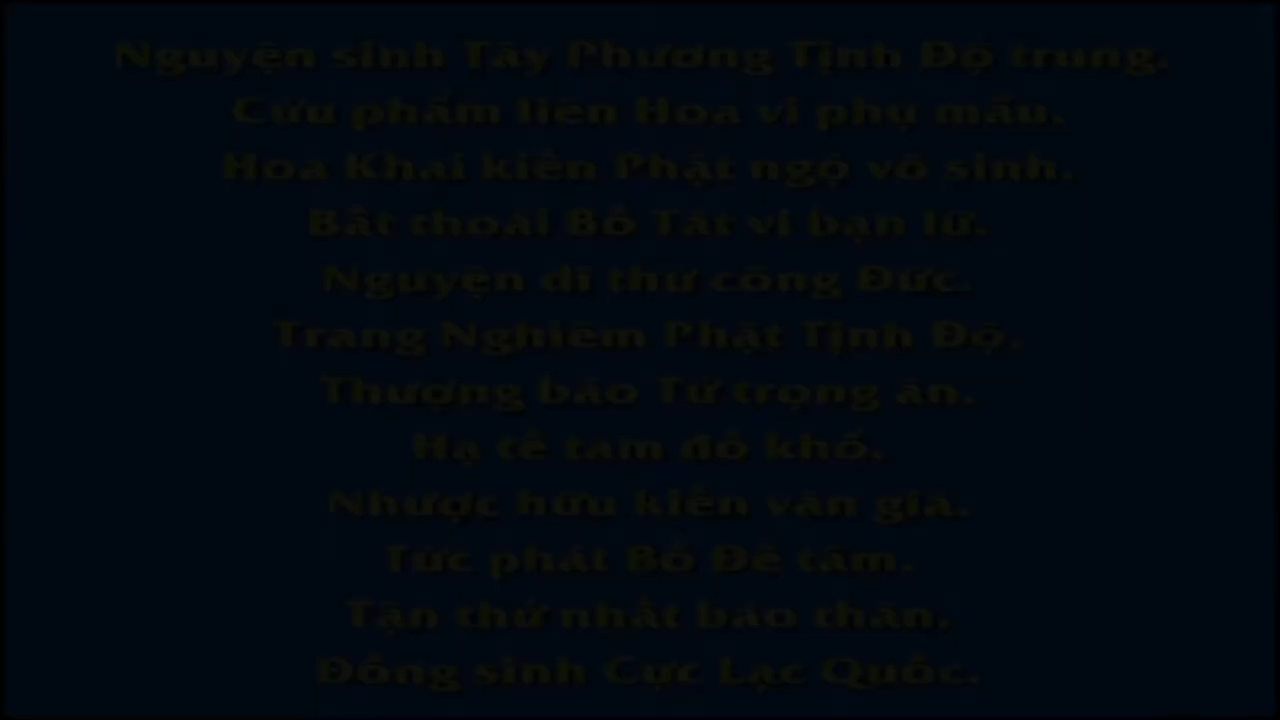 Nguyện sinh Tây Phương Tịnh Độ trung.
Cửu phẩm liên Hoa vi phụ mẫu.
Hoa Khai kiến Phật ngộ vô sinh.
Bất thoái Bồ Tát vi bạn lữ.
Nguyện dĩ thử công Đức.
Trang Nghiêm Phật Tịnh Độ.
Thượng báo Tứ trọng ân.
Hạ tế tam đồ khổ.
Nhược hữu kiến văn giả.
Tức phát Bồ Đề tâm.
Tận thử nhất báo thân.
Đồng sinh Cực Lạc Quốc.